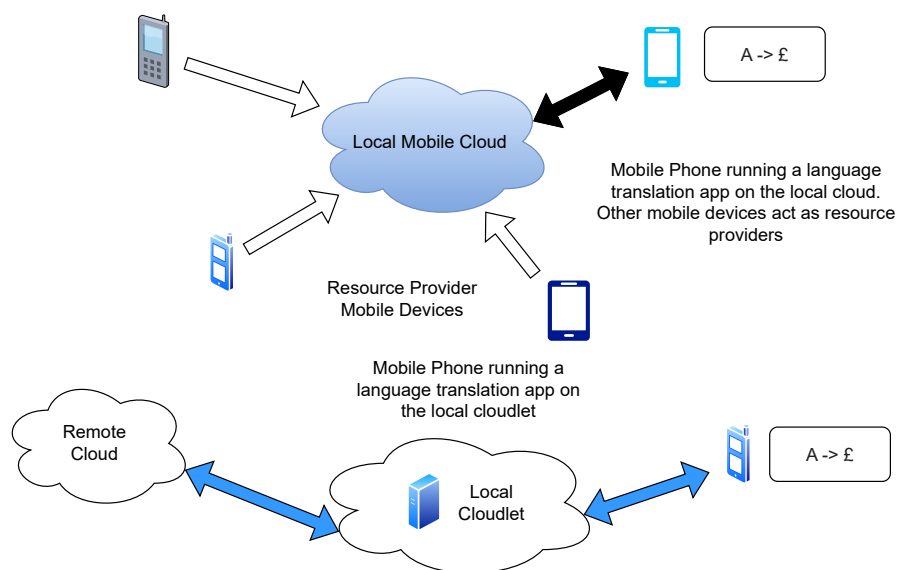 A -> £
Local Mobile Cloud
Mobile Phone running a language
translation app on the local cloud.
Other mobile devices act as resource
providers
Resource Provider
Mobile Devices
Mobile Phone running a
language translation app on
the local cloudlet
Remote
Cloud
Local
Cloudlet
A -> £